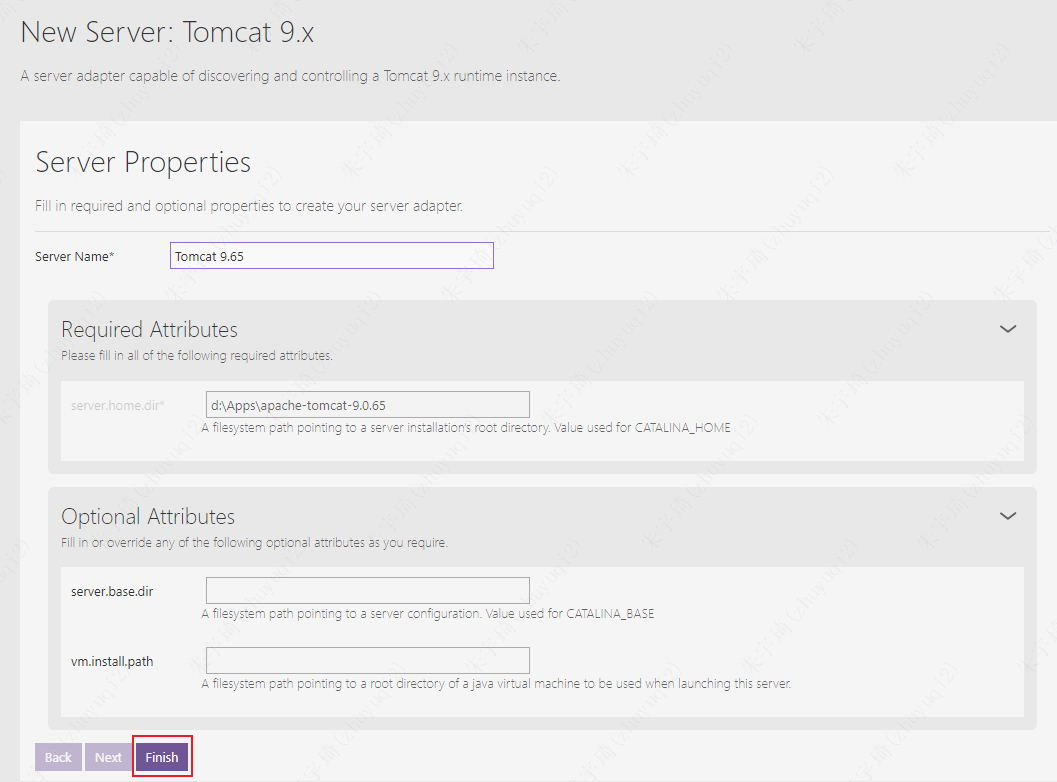 New Server: Tomcat 9.x
A server adapter capable of discovering and controlling a Tomcat 9.x runtime instance.
Server Properties
Fill in required and optional properties to create your server adapter.
Server Name*
Tomcat 9.65
Required Attributes
Please fill in all of the following required attributes.
server.home.dir*
d:\Apps\apache-tomcat-9.0.65
A filesystem path pointing to a server installation's root directory. Value used for CATALINA_HOME
Optional Attributes
Fill in or override any of the following optional attributes as you require.
server.base.dir
A filesystem path pointing to a server configuration. Value used for CATALINA_BASE
vm.install.path
A filesystem path pointing to a root directory of a java virtual machine to be used when launching this server.
Back Next Finish